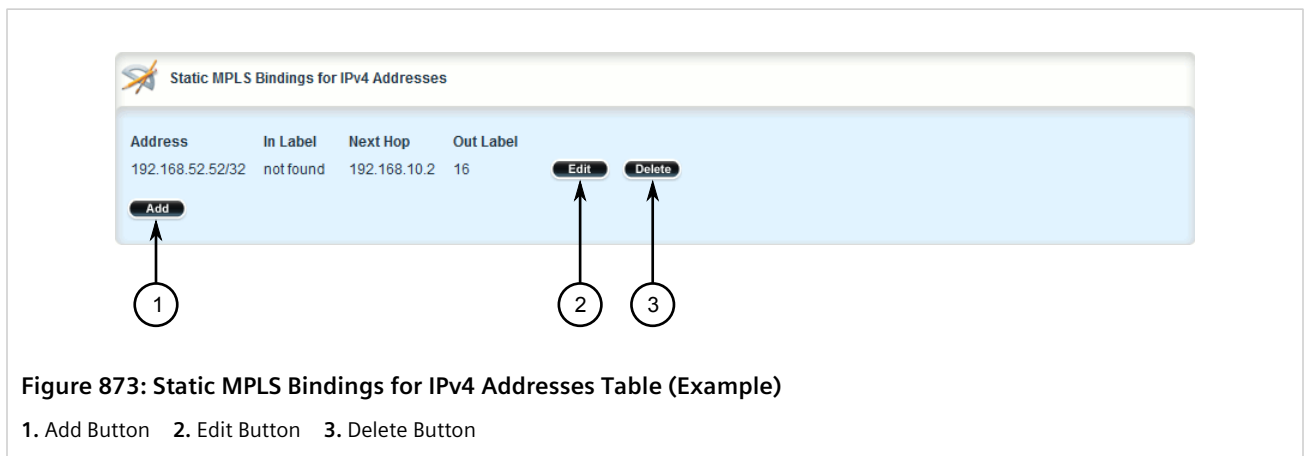 Static MPLS Bindings for IPv4 Addresses
Address In Label Next Hop Out Label
192.168.52.52/32 not found 192.168.10.2 16 Edit Delete
Add
1 2 3
Figure 873: Static MPLS Bindings for IPv4 Addresses Table (Example)
1. Add Button 2. Edit Button 3. Delete Button